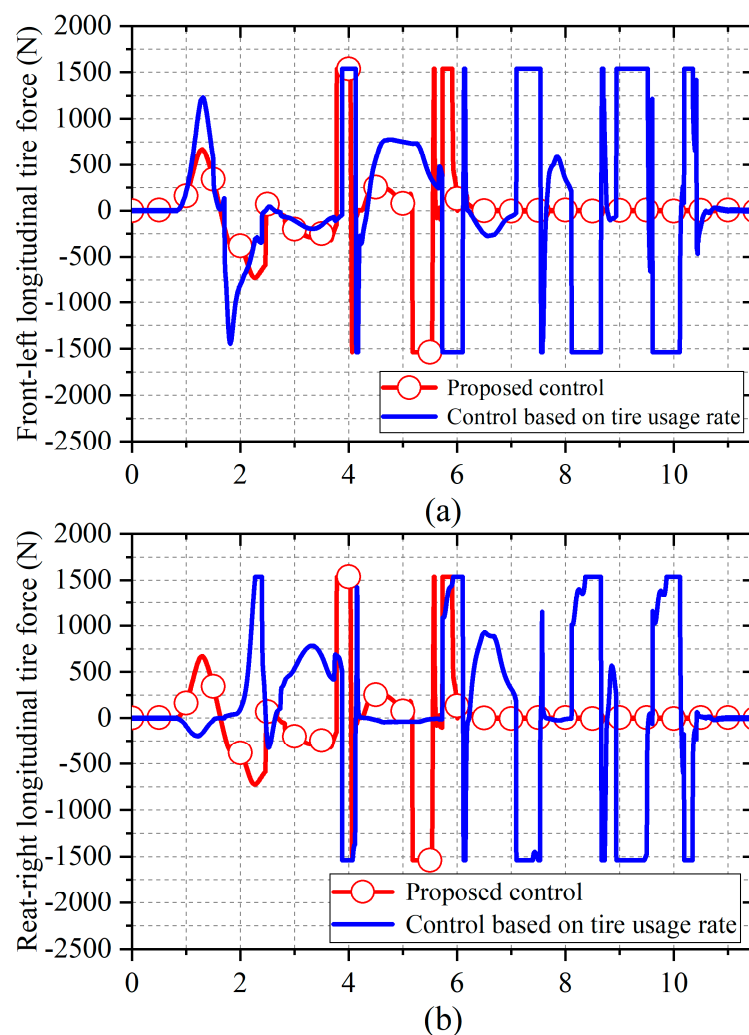 2000
1500
1000
500
0
-500
-1000
-1500
-2000
-2500
Front-left longitudinal tire force (N)
Proposed control
Control based on tire usage rate
0 2 4 6 8 10
(a)
2000
1500
1000
500
0
-500
-1000
-1500
-2000
-2500
Reat-right longitudinal tire force (N)
Proposed control
Control based on tire usage rate
0 2 4 6 8 10
(b)